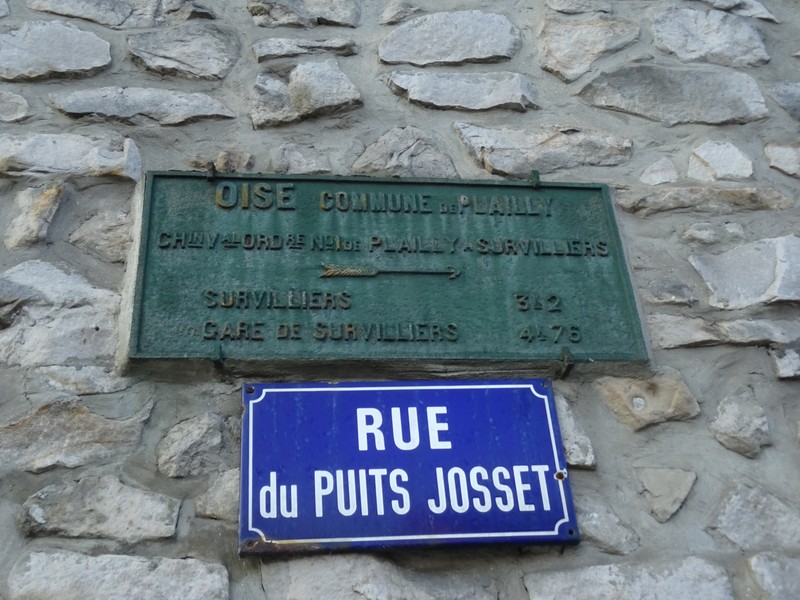 OISE COMMUNE DE PLAILLY
CHIN VAL ORDRE No 1 DE PLAILLY A SURVILLIERS
SURVILLIERS 3k2
GARE DE SURVILLIERS 4k76
RUE
du PUITS JOSSET